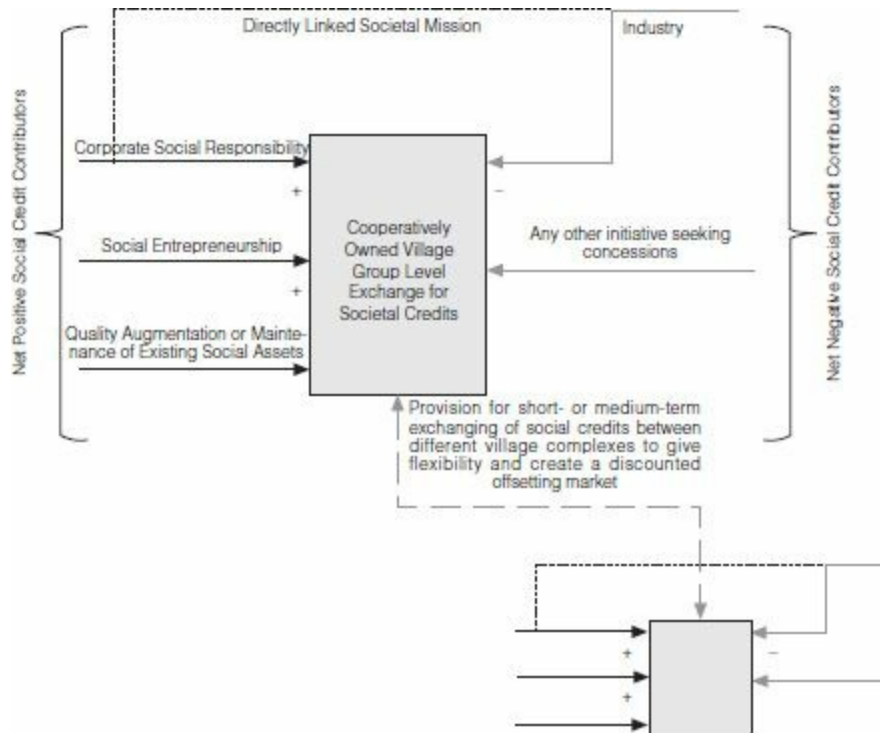 Directly Linked Societal Mission
Industry
Net Positive Social Credit Contributors
Corporate Social Responsibility
+
−
Social Entrepreneurship
+
Quality Augmentation or Mainte-
nance of Existing Social Assets
Cooperatively
Owned Village
Group Level
Exchange for
Societal Credits
Any other initiative seeking
concessions
Net Negative Social Credit Contributors
Provision for short- or medium-term
exchanging of social credits between
different village complexes to give
flexibility and create a discounted
offsetting market
+
−
+